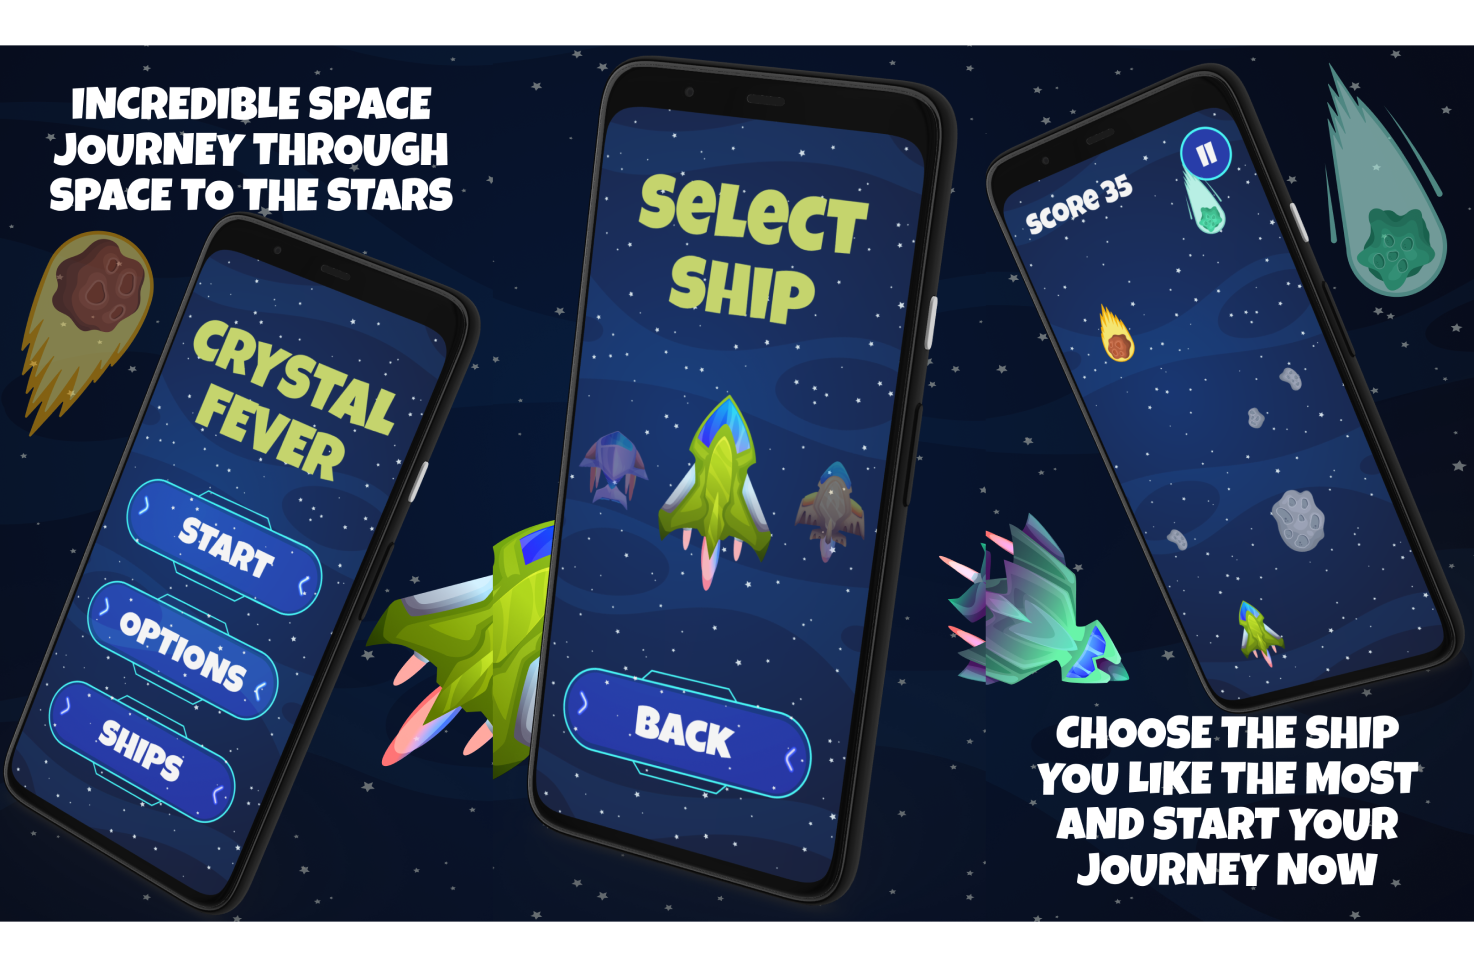 INCREDIBLE SPACE
JOURNEY THROUGH
SPACE TO THE STARS
CRYSTAL
FEVER
START
OPTIONS
SHIPS
SELECT
SHIP
BACK
SCORE 35
CHOOSE THE SHIP
YOU LIKE THE MOST
AND START YOUR
JOURNEY NOW